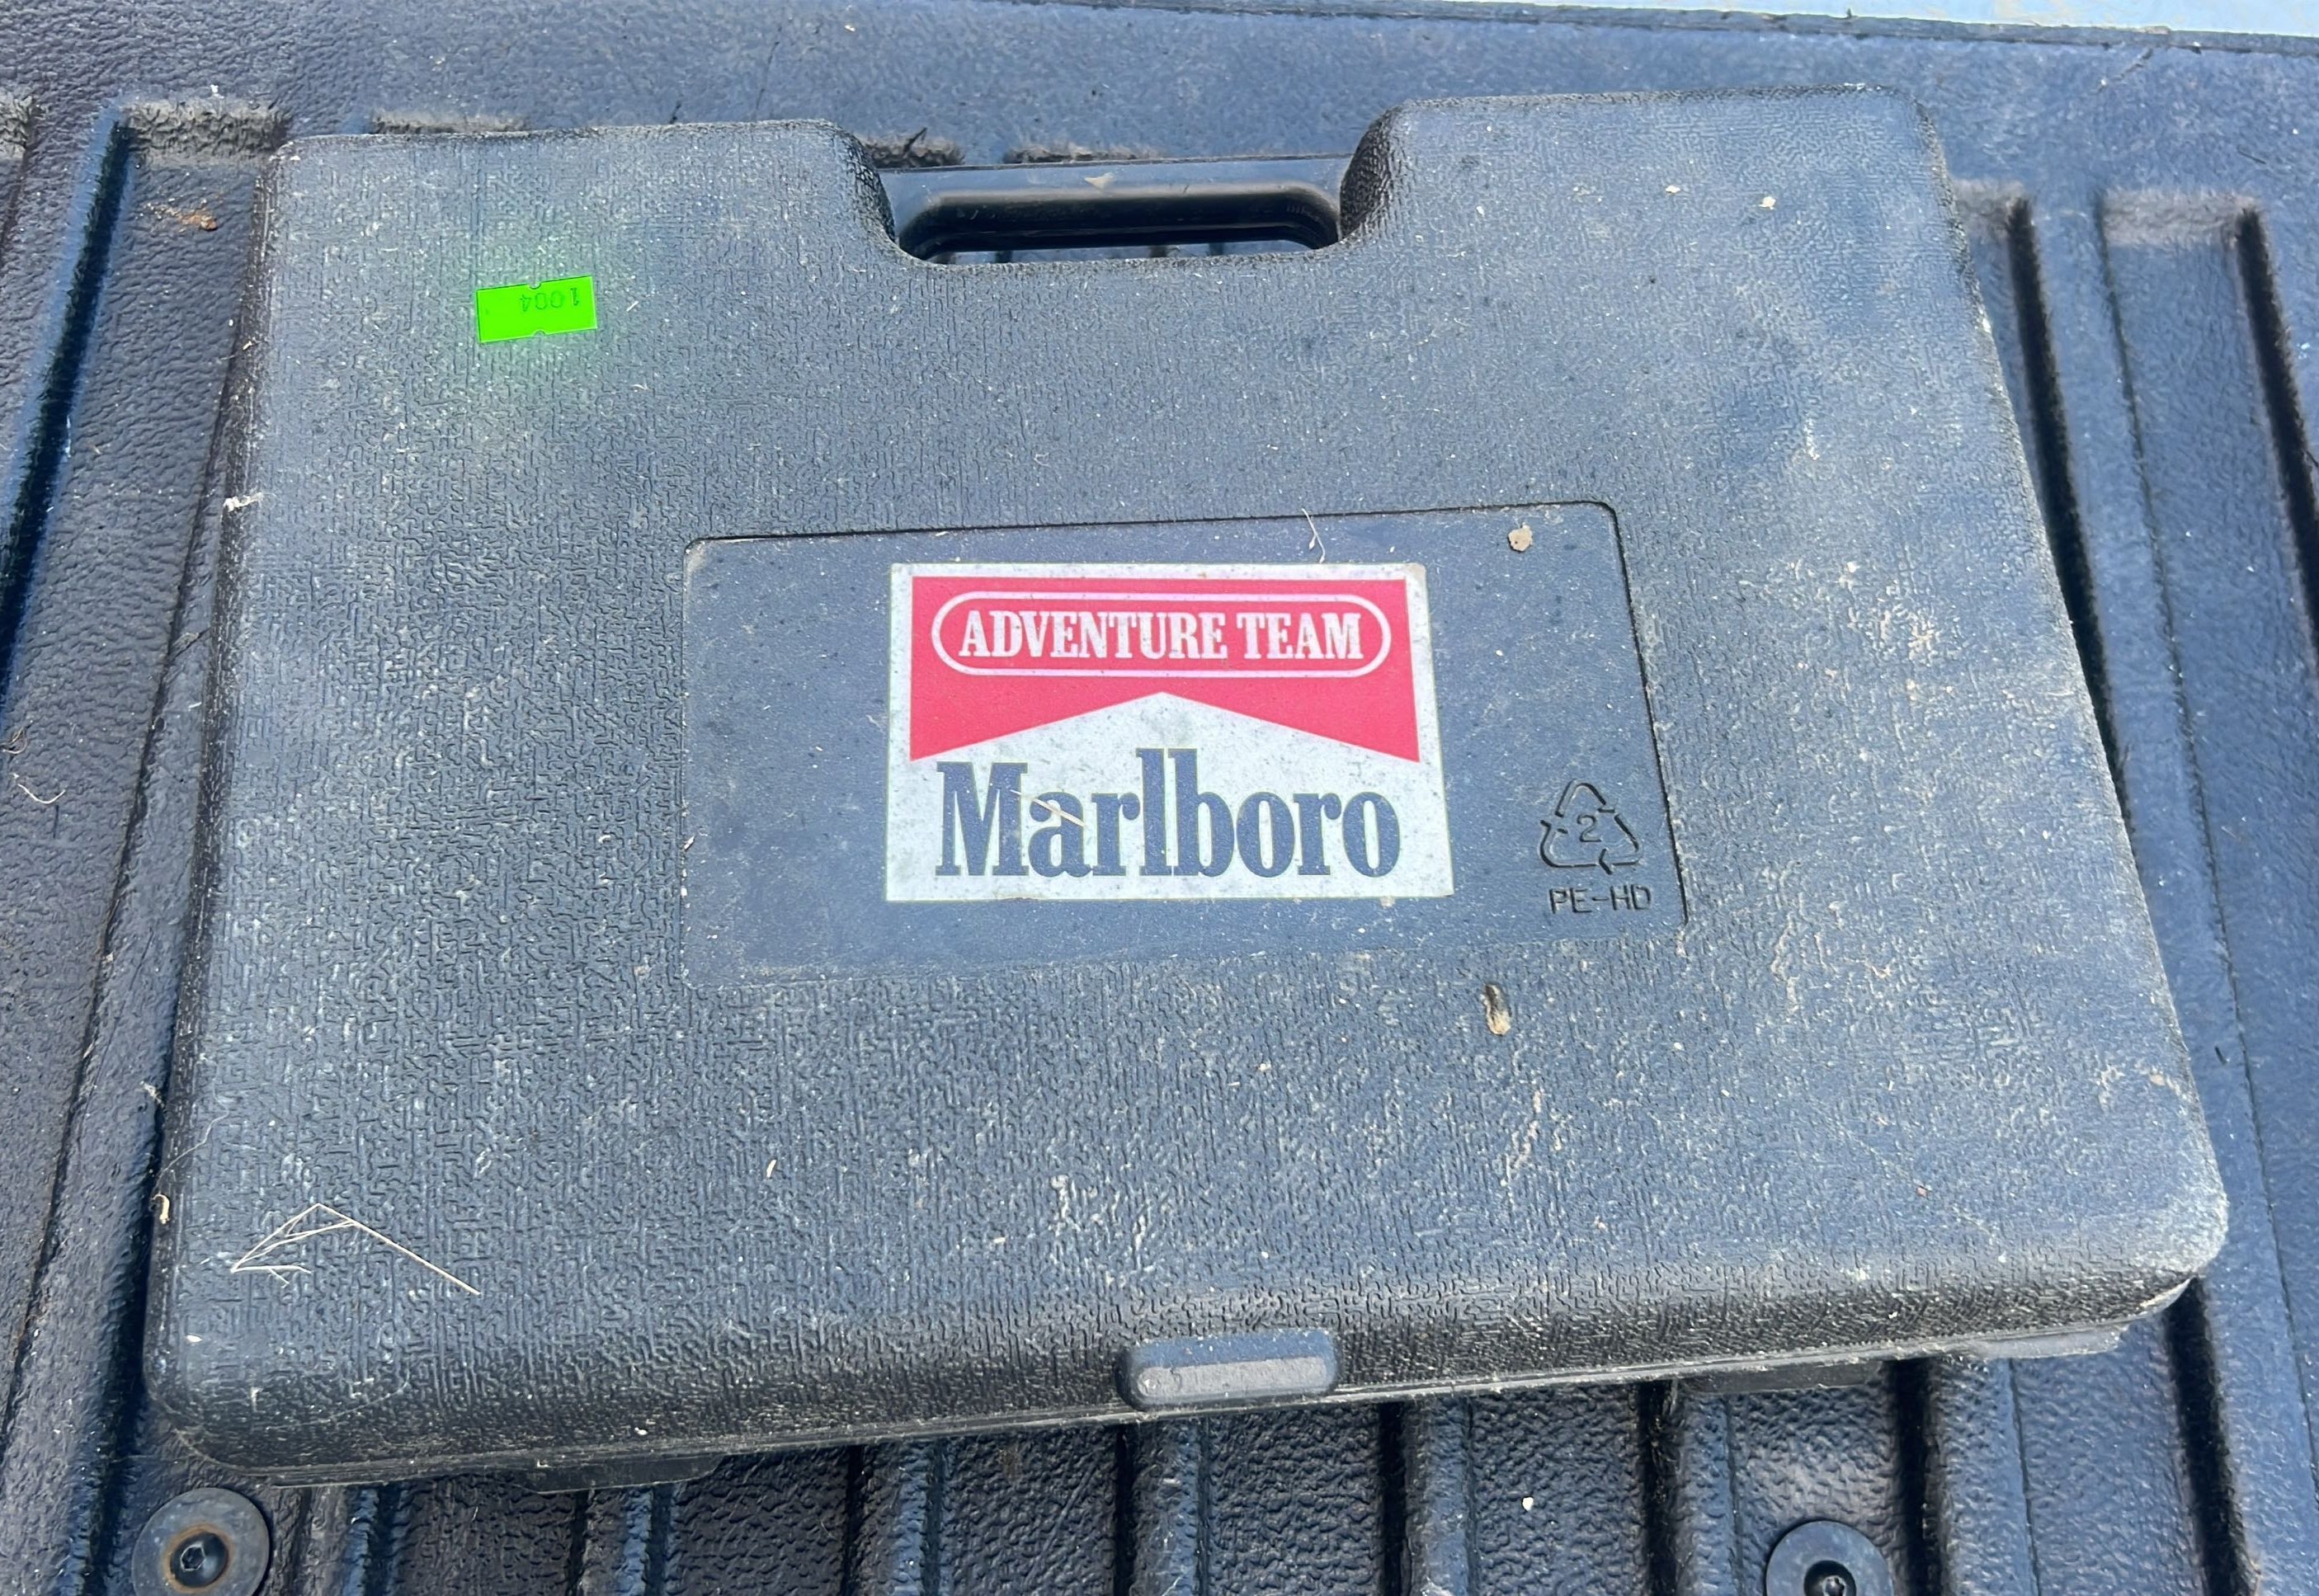 1004
ADVENTURE TEAM
Marlboro
2
PE-HD